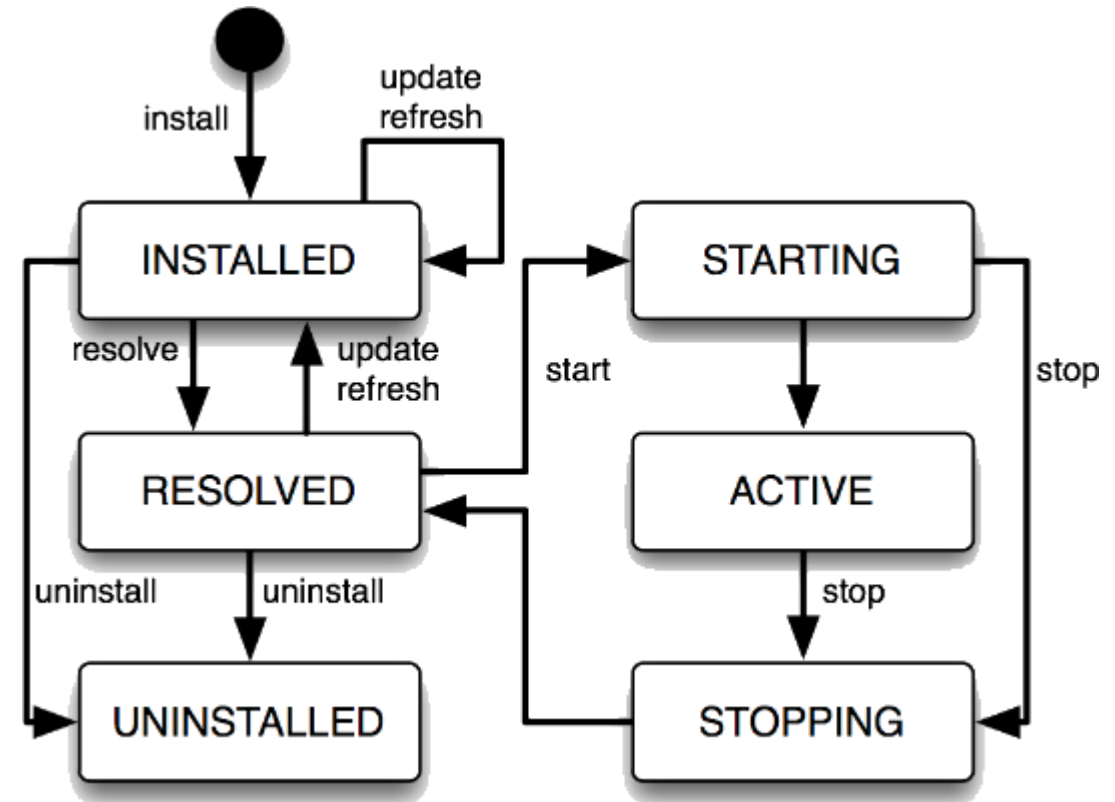 update
refresh
install
INSTALLED
STARTING
resolve
update
refresh
start
stop
RESOLVED
ACTIVE
uninstall
uninstall
stop
UNINSTALLED
STOPPING